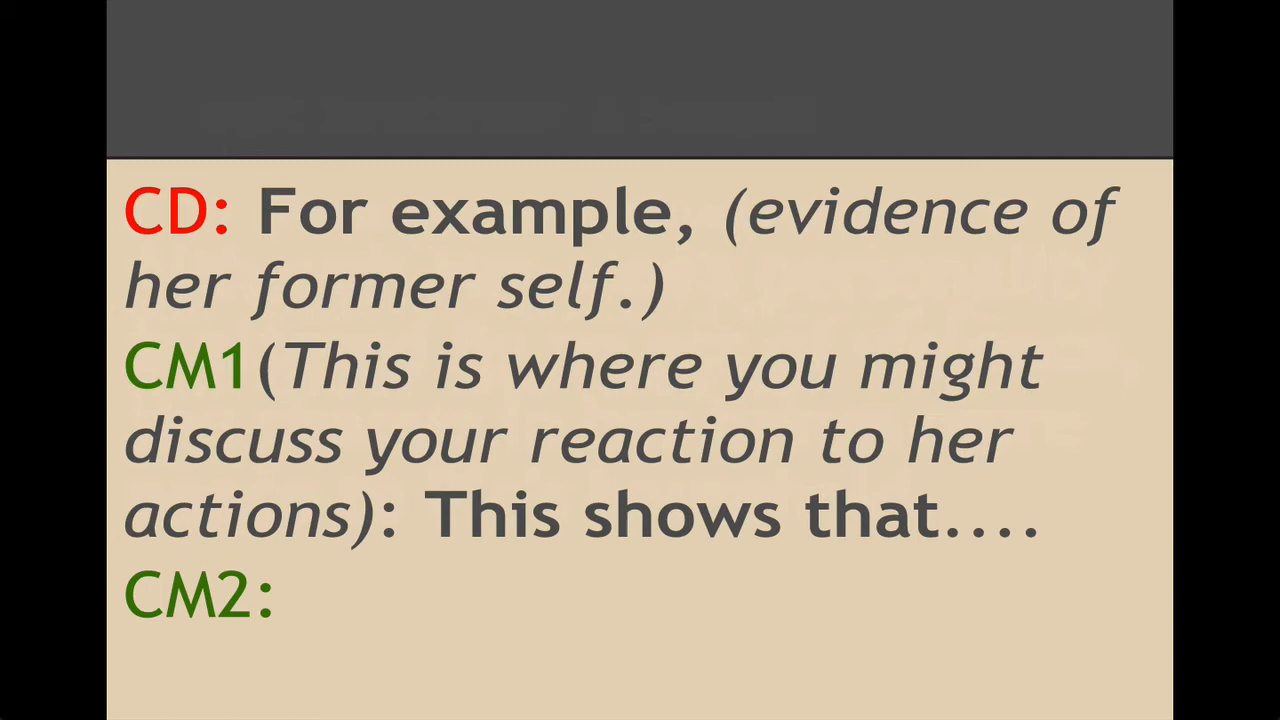 CD: For example, (evidence of
her former self.)
CM1(This is where you might
discuss your reaction to her
actions): This shows that....
CM2: